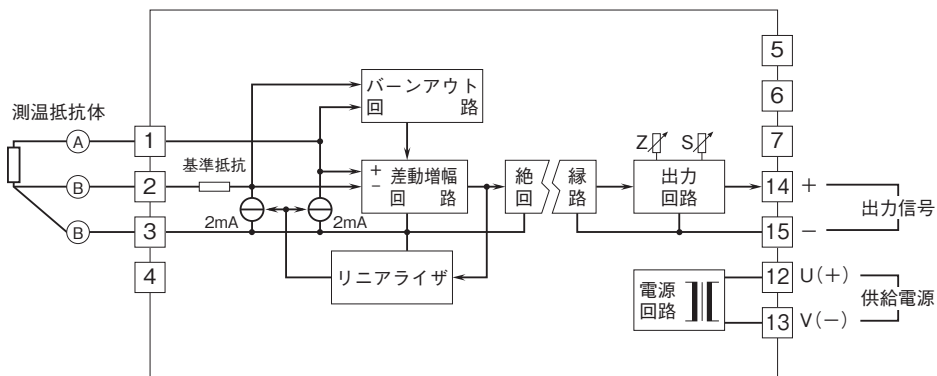 測温抵抗体
A
B
B
1
2
3
4
基準抵抗
2mA
2mA
バーンアウト
回路
+
−
差動増幅
回路
リニアライザ
絶縁
回路
Z
S
出力
回路
電源
回路
5
6
7
14
+
15
−
出力信号
12
U(+)
13
V(−)
供給電源